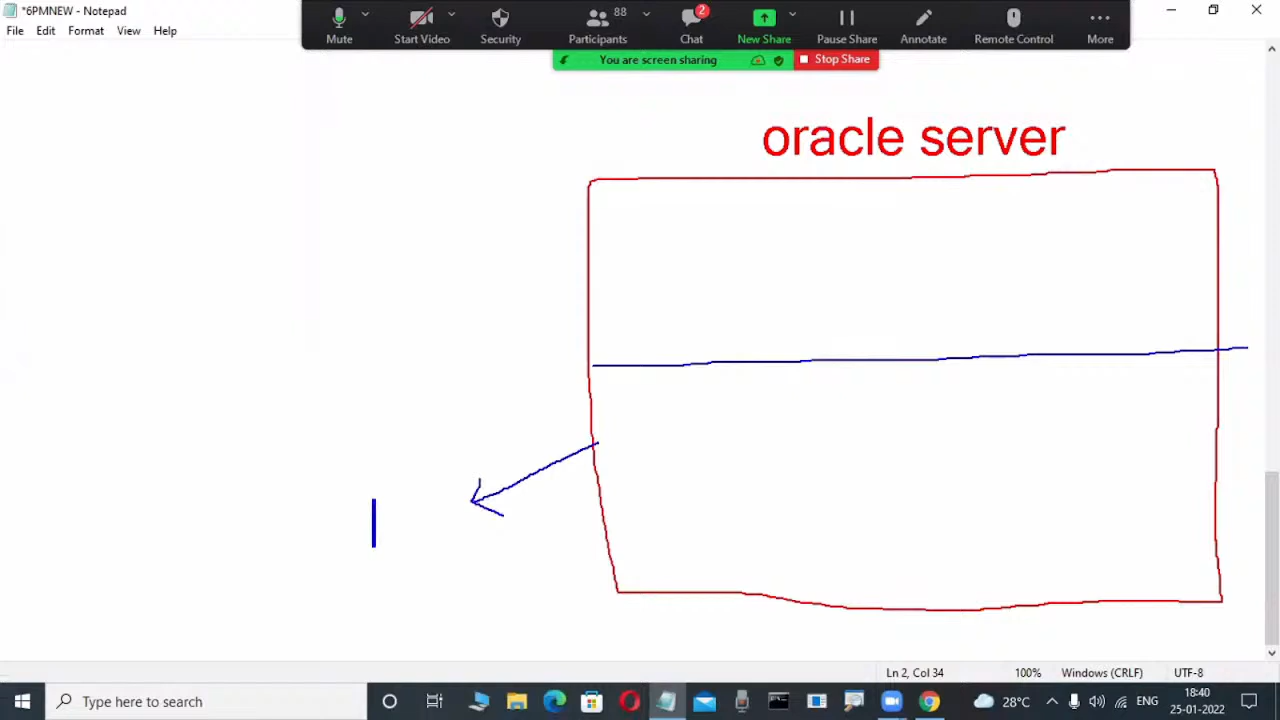 *6PMNEW - Notepad
File Edit Format View Help
Mute Start Video Security Participants 88 Chat 2 New Share Pause Share Annotate Remote Control More
You are screen sharing Stop Share
oracle server
Ln 2, Col 34 100% Windows (CRLF) UTF-8
Type here to search
28°C ENG 18:40
25-01-2022